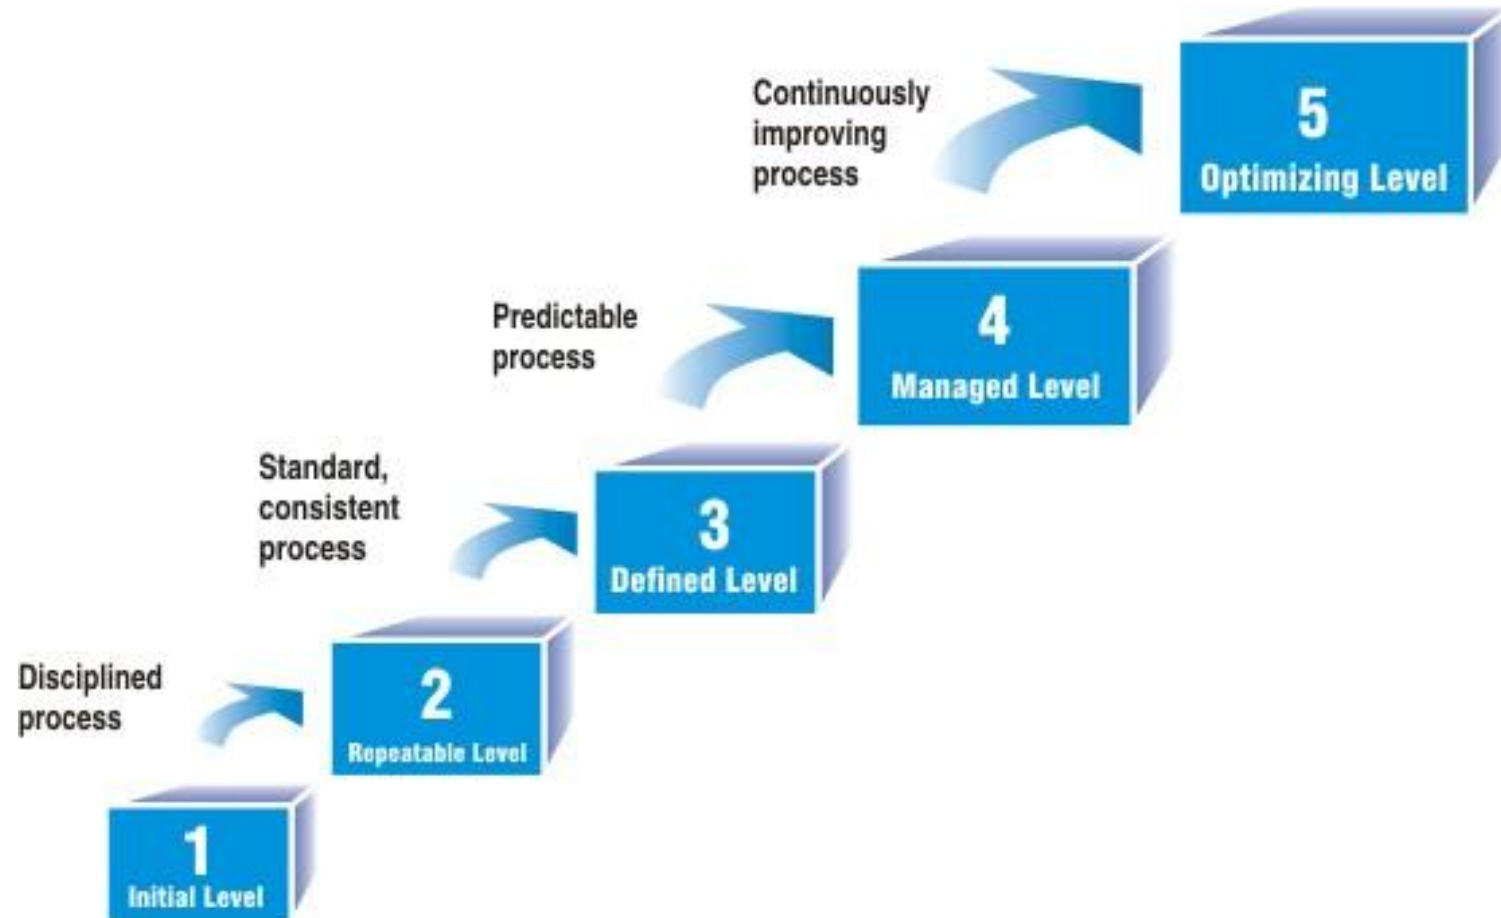 Continuously
improving
process
5
Optimizing Level
Predictable
process
4
Managed Level
Standard,
consistent
process
3
Defined Level
Disciplined
process
2
Repeatable Level
1
Initial Level